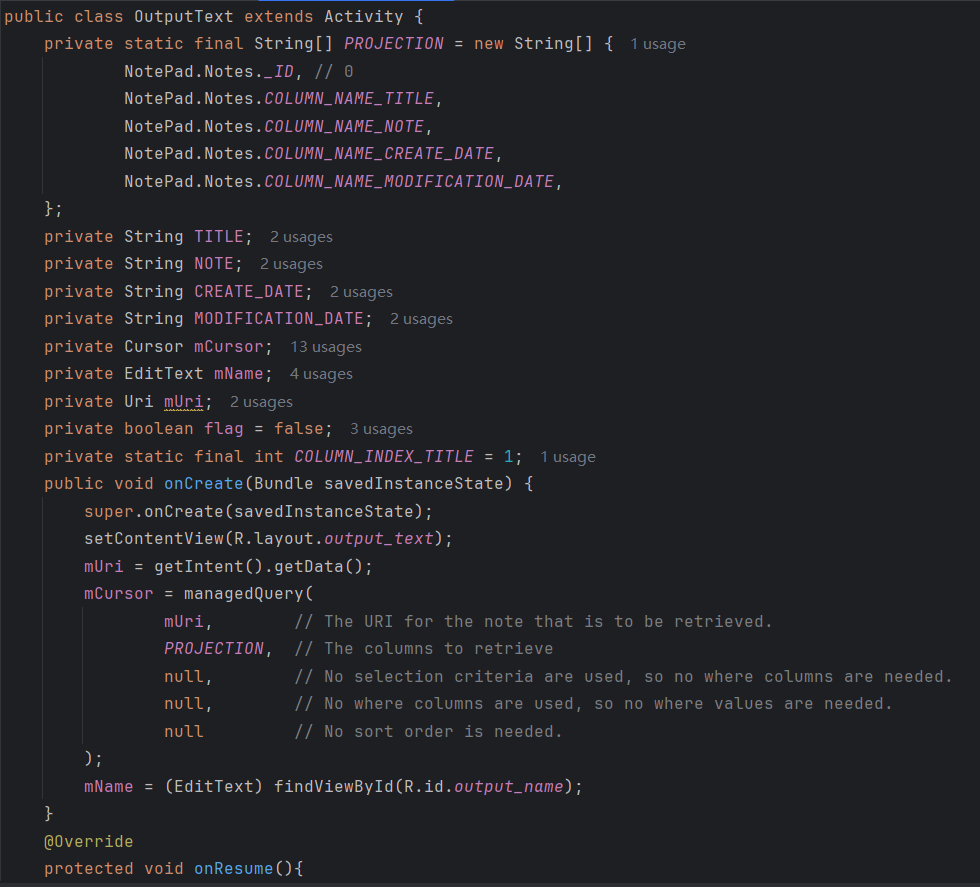 public class OutputText extends Activity {
    private static final String[] PROJECTION = new String[] {  1 usage
            NotePad.Notes._ID, // 0
            NotePad.Notes.COLUMN_NAME_TITLE,
            NotePad.Notes.COLUMN_NAME_NOTE,
            NotePad.Notes.COLUMN_NAME_CREATE_DATE,
            NotePad.Notes.COLUMN_NAME_MODIFICATION_DATE,
    };
    private String TITLE;  2 usages
    private String NOTE;  2 usages
    private String CREATE_DATE;  2 usages
    private String MODIFICATION_DATE;  2 usages
    private Cursor mCursor;  13 usages
    private EditText mName;  4 usages
    private Uri mUri;  2 usages
    private boolean flag = false;  3 usages
    private static final int COLUMN_INDEX_TITLE = 1;  1 usage
    public void onCreate(Bundle savedInstanceState) {
        super.onCreate(savedInstanceState);
        setContentView(R.layout.output_text);
        mUri = getIntent().getData();
        mCursor = managedQuery(
                mUri,        // The URI for the note that is to be retrieved.
                PROJECTION,  // The columns to retrieve
                null,        // No selection criteria are used, so no where columns are needed.
                null,        // No where columns are used, so no where values are needed.
                null         // No sort order is needed.
        );
        mName = (EditText) findViewById(R.id.output_name);
    }
    @Override
    protected void onResume(){